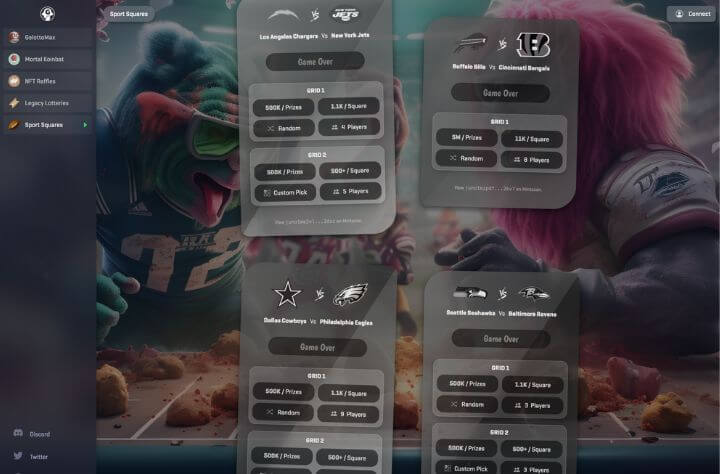 Sport Squares
Connect
GalottoMax
Mortal Kombat
NFT Raffles
Legacy Lotteries
Sport Squares
Discord
Twitter
VS NEW YORK JETS
Los Angeles Chargers Vs New York Jets
Game Over
GRID 1
500K / Prizes
1.1K / Square
Random
4 Players
GRID 2
500K / Prizes
500+ / Square
Custom Pick
5 Players
View
on Mintscan.
VS
Buffalo Bills Vs Cincinnati Bengals
Game Over
GRID 1
5M / Prizes
11K / Square
Random
8 Players
View
on Mintscan.
VS
Dallas Cowboys Vs Philadelphia Eagles
Game Over
GRID 1
500K / Prizes
1.1K / Square
Random
9 Players
GRID 2
500K / Prizes
500+ / Square
VS
Seattle Seahawks Vs Baltimore Ravens
Game Over
GRID 1
500K / Prizes
1.1K / Square
Random
3 Players
GRID 2
500K / Prizes
500+ / Square
Custom Pick
3 Players